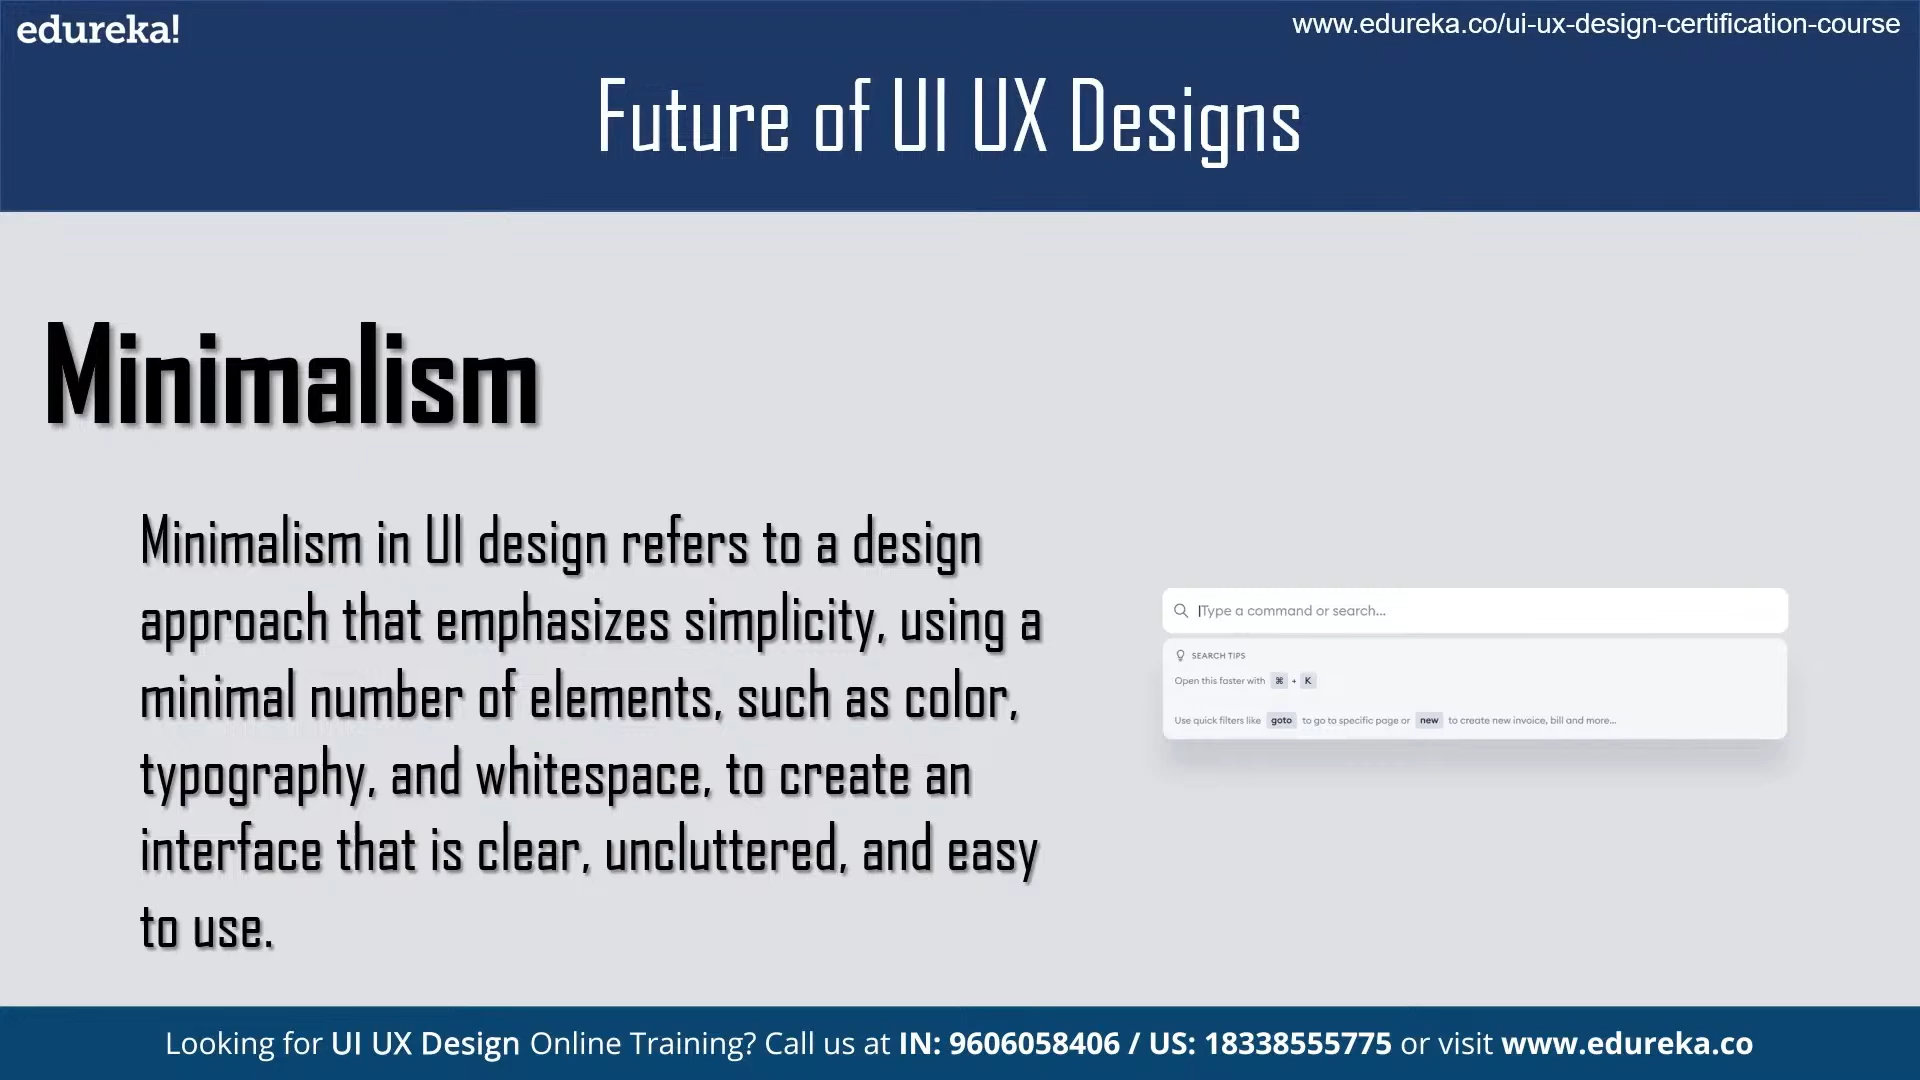 edureka!
www.edureka.co/ui-ux-design-certification-course
Future of UI UX Designs
Minimalism
Minimalism in UI design refers to a design
approach that emphasizes simplicity, using a
minimal number of elements, such as color,
typography, and whitespace, to create an
interface that is clear, uncluttered, and easy
to use.
Type a command or search...
SEARCH TIPS
Open this faster with ⌘ + K
Use quick filters like goto to go to specific page or new to create new invoice, bill and more...
Looking for UI UX Design Online Training? Call us at IN: 9606058406 / US: 18338555775 or visit www.edureka.co